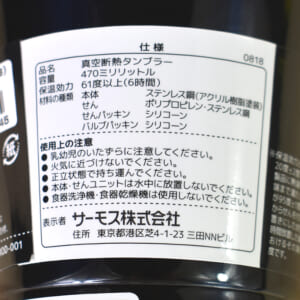 仕様
0818
品名 真空断熱タンブラー
容量 470ミリリットル
保温効力 61度以上(6時間)
材料の種類 本体 ステンレス鋼(アクリル樹脂塗装)
せん ポリプロピレン・ステンレス鋼
せんパッキン シリコーン
バルブパッキン シリコーン
使用上の注意
●乳幼児のいたずらに注意してください。
●火気に近づけないでください。
●正立状態で持ち運んでください。
●本体・せんユニットは水中に放置しないでください。
●食器洗浄機・食器乾燥機は使用しないでください。
表示者 サーモス株式会社
住所 東京都港区芝4-1-23 三田NNビル
45
000-001